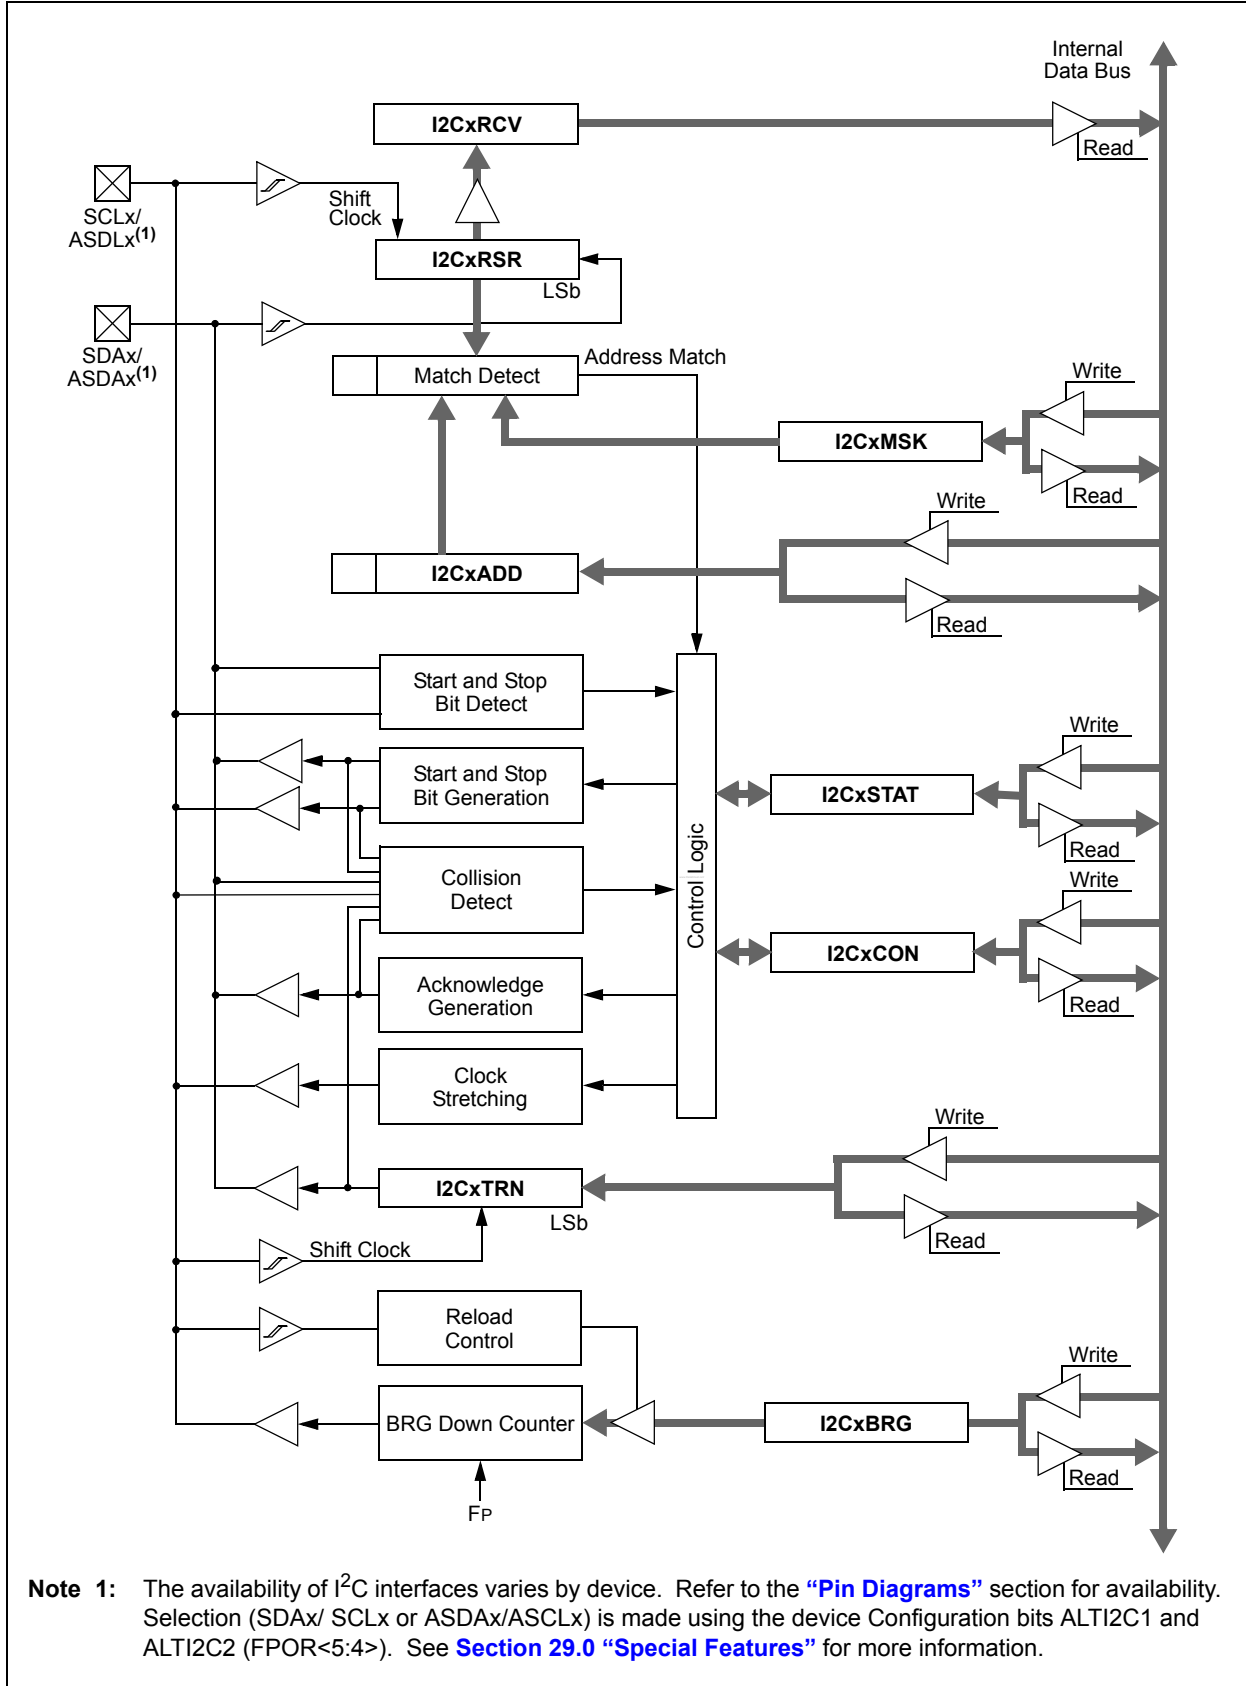 Internal
Data Bus
I2CxRCV
Read
SCLx/
ASDLx(1)
Shift
Clock
I2CxRSR
LSb
SDAx/
ASDAx(1)
Address Match
Match Detect
Write
I2CxMSK
Read
Write
I2CxADD
Read
Start and Stop
Bit Detect
Write
Start and Stop
Bit Generation
I2CxSTAT
Read
Control Logic
Collision
Detect
Write
I2CxCON
Read
Acknowledge
Generation
Clock
Stretching
Write
I2CxTRN
LSb
Read
Shift Clock
Reload
Control
Write
BRG Down Counter
I2CxBRG
Read
FP
Note 1: The availability of I2C interfaces varies by device. Refer to the “Pin Diagrams” section for availability.
Selection (SDAx/ SCLx or ASDAx/ASCLx) is made using the device Configuration bits ALTI2C1 and
ALTI2C2 (FPOR<5:4>). See Section 29.0 “Special Features” for more information.